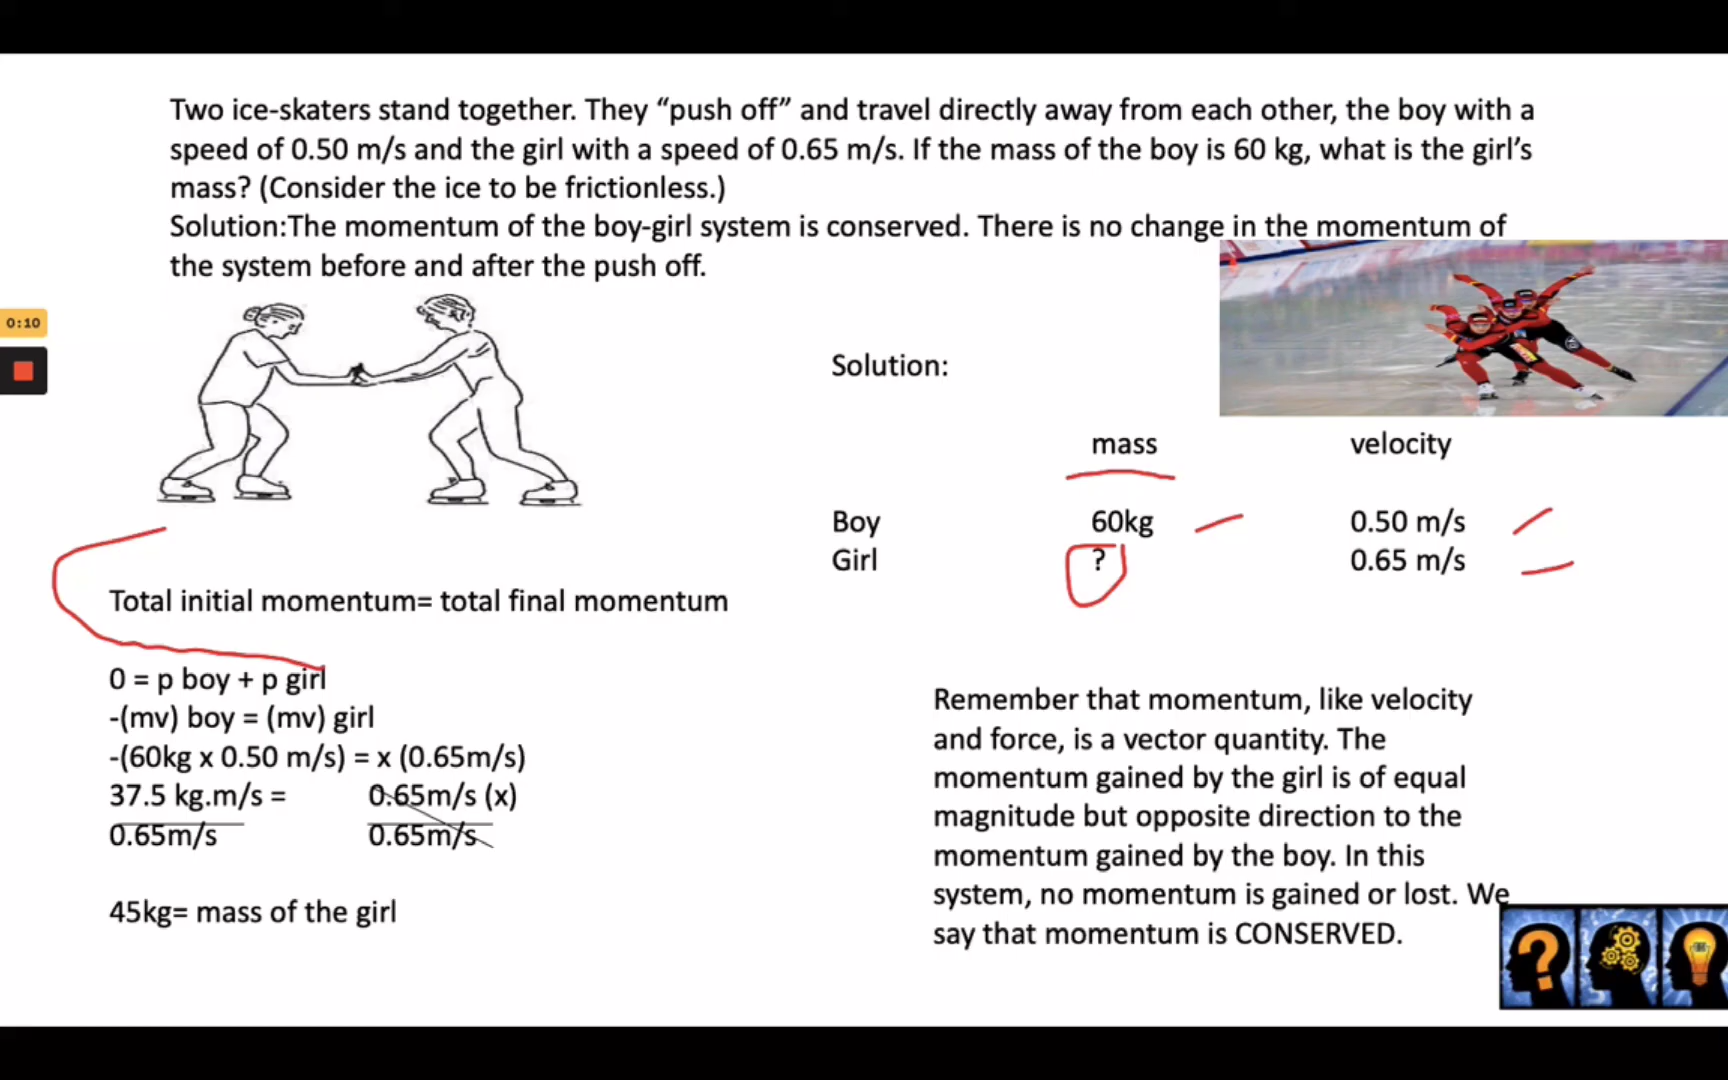 Two ice-skaters stand together. They “push off” and travel directly away from each other, the boy with a
speed of 0.50 m/s and the girl with a speed of 0.65 m/s. If the mass of the boy is 60 kg, what is the girl’s
mass? (Consider the ice to be frictionless.)
Solution:The momentum of the boy-girl system is conserved. There is no change in the momentum of
the system before and after the push off.
0:10
Solution:
mass velocity
Boy 60kg 0.50 m/s
Girl ? 0.65 m/s
Total initial momentum= total final momentum
0 = p boy + p girl
-(mv) boy = (mv) girl
-(60kg x 0.50 m/s) = x (0.65m/s)
37.5 kg.m/s = 0.65m/s (x)
0.65m/s 0.65m/s
45kg= mass of the girl
Remember that momentum, like velocity
and force, is a vector quantity. The
momentum gained by the girl is of equal
magnitude but opposite direction to the
momentum gained by the boy. In this
system, no momentum is gained or lost. We
say that momentum is CONSERVED.